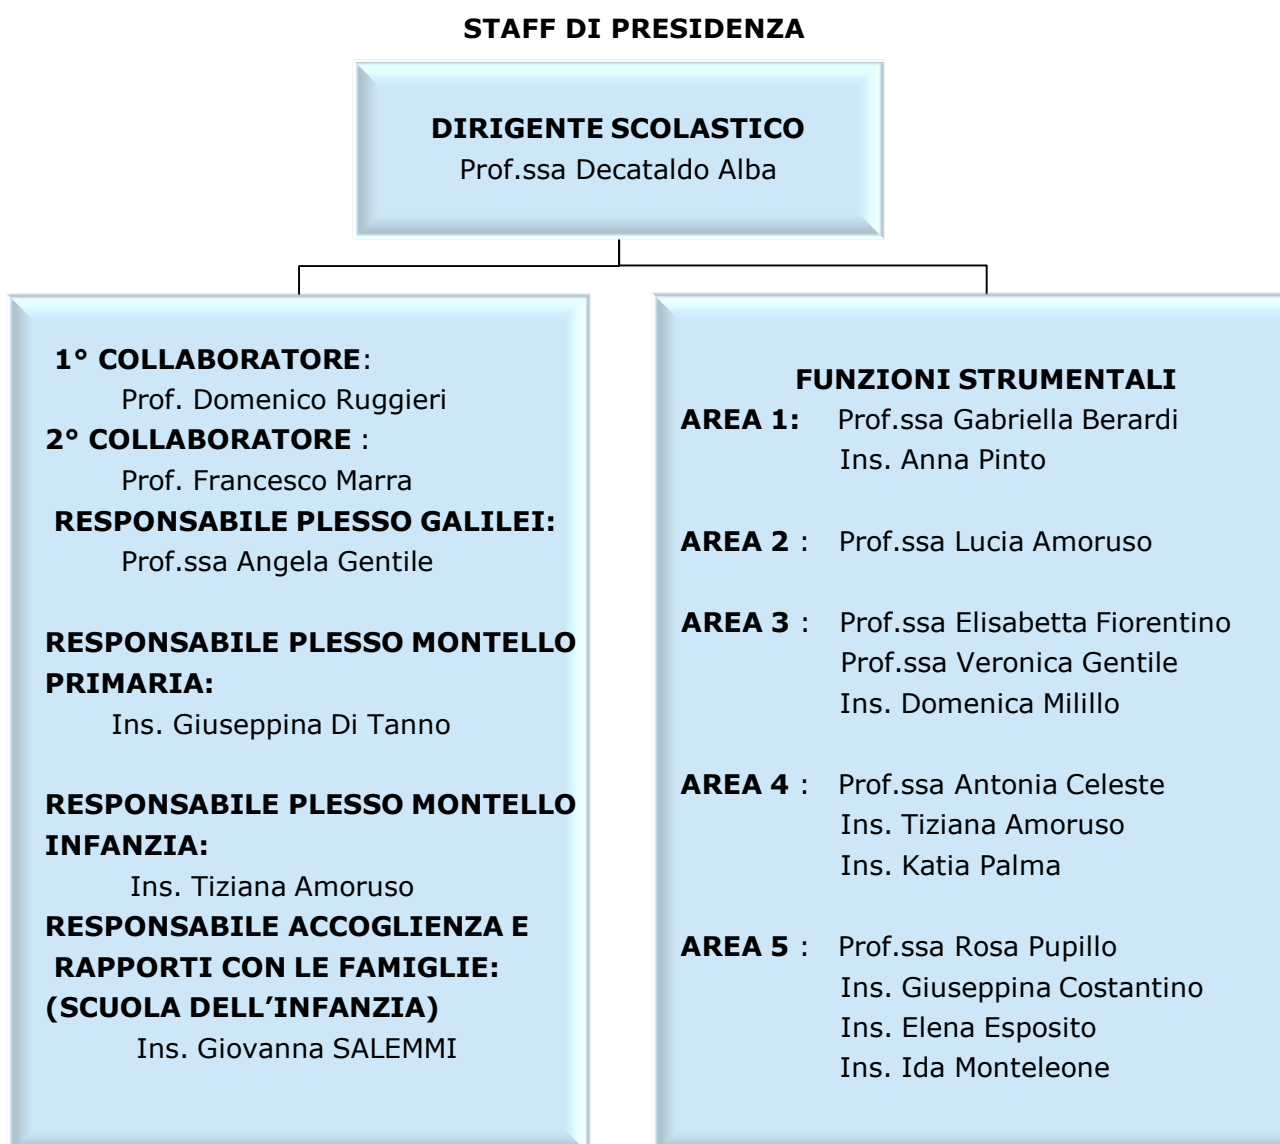 STAFF DI PRESIDENZA
DIRIGENTE SCOLASTICO
Prof.ssa Decataldo Alba
1° COLLABORATORE:
Prof. Domenico Ruggieri
2° COLLABORATORE :
Prof. Francesco Marra
RESPONSABILE PLESSO GALILEI:
Prof.ssa Angela Gentile
RESPONSABILE PLESSO MONTELLO
PRIMARIA:
Ins. Giuseppina Di Tanno
RESPONSABILE PLESSO MONTELLO
INFANZIA:
Ins. Tiziana Amoruso
RESPONSABILE ACCOGLIENZA E
RAPPORTI CON LE FAMIGLIE:
(SCUOLA DELL’INFANZIA)
Ins. Giovanna SALEMMI
FUNZIONI STRUMENTALI
AREA 1: Prof.ssa Gabriella Berardi
Ins. Anna Pinto
AREA 2 : Prof.ssa Lucia Amoruso
AREA 3 : Prof.ssa Elisabetta Fiorentino
Prof.ssa Veronica Gentile
Ins. Domenica Milillo
AREA 4 : Prof.ssa Antonia Celeste
Ins. Tiziana Amoruso
Ins. Katia Palma
AREA 5 : Prof.ssa Rosa Pupillo
Ins. Giuseppina Costantino
Ins. Elena Esposito
Ins. Ida Monteleone